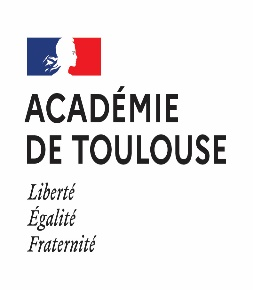 ACADÉMIE
DE TOULOUSE
Liberté
Égalité
Fraternité